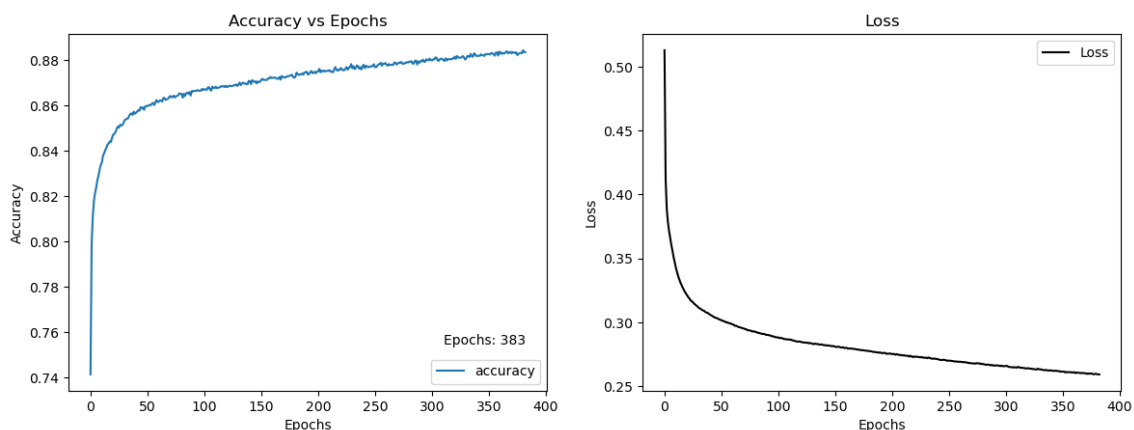 Accuracy vs Epochs
0.88
0.86
0.84
0.82
0.80
0.78
0.76
0.74
Accuracy
Epochs: 383
accuracy
0 50 100 150 200 250 300 350 400
Epochs
Loss
0.50
0.45
0.40
0.35
0.30
0.25
Loss
Loss
0 50 100 150 200 250 300 350 400
Epochs